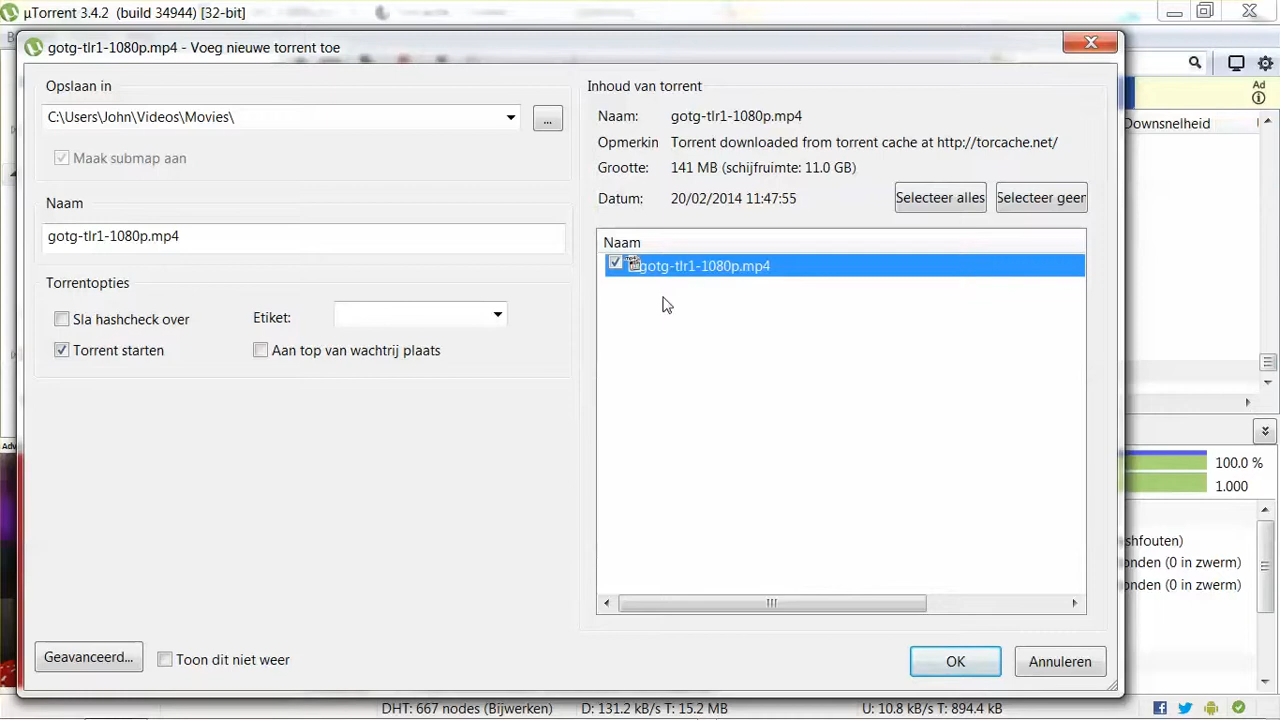 µTorrent 3.4.2 (build 34944) [32-bit]
gotg-tlr1-1080p.mp4 - Voeg nieuwe torrent toe
Opslaan in
C:\Users\John\Videos\Movies\
...
Maak submap aan
Naam
gotg-tlr1-1080p.mp4
Torrentopties
Sla hashcheck over
Etiket:
Torrent starten
Aan top van wachtrij plaats
Geavanceerd...
Toon dit niet weer
Inhoud van torrent
Naam: gotg-tlr1-1080p.mp4
Opmerkin Torrent downloaded from torrent cache at http://torcache.net/
Grootte: 141 MB (schijfruimte: 11.0 GB)
Datum: 20/02/2014 11:47:55
Selecteer alles
Selecteer geen
Naam
gotg-tlr1-1080p.mp4
OK
Annuleren
Ad
Downsnelheid
100.0 %
1.000
shfouten)
onden (0 in zwerm)
onden (0 in zwerm)
DHT: 667 nodes (Bijwerken)
D: 131.2 kB/s T: 15.2 MB
U: 10.8 kB/s T: 894.4 kB